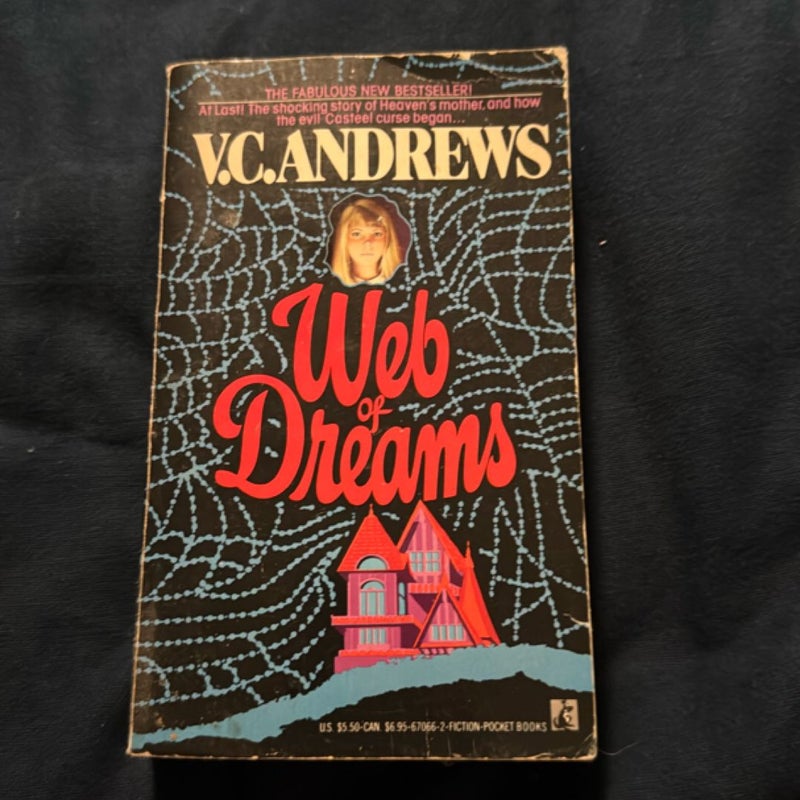 THE FABULOUS NEW BESTSELLER!
At Last! The shocking story of Heaven's mother, and how
the evil Casteel curse began...
V.C. ANDREWS
Web
of
Dreams
U.S. $5.50-CAN. $6.95-67066-2-FICTION-POCKET BOOKS